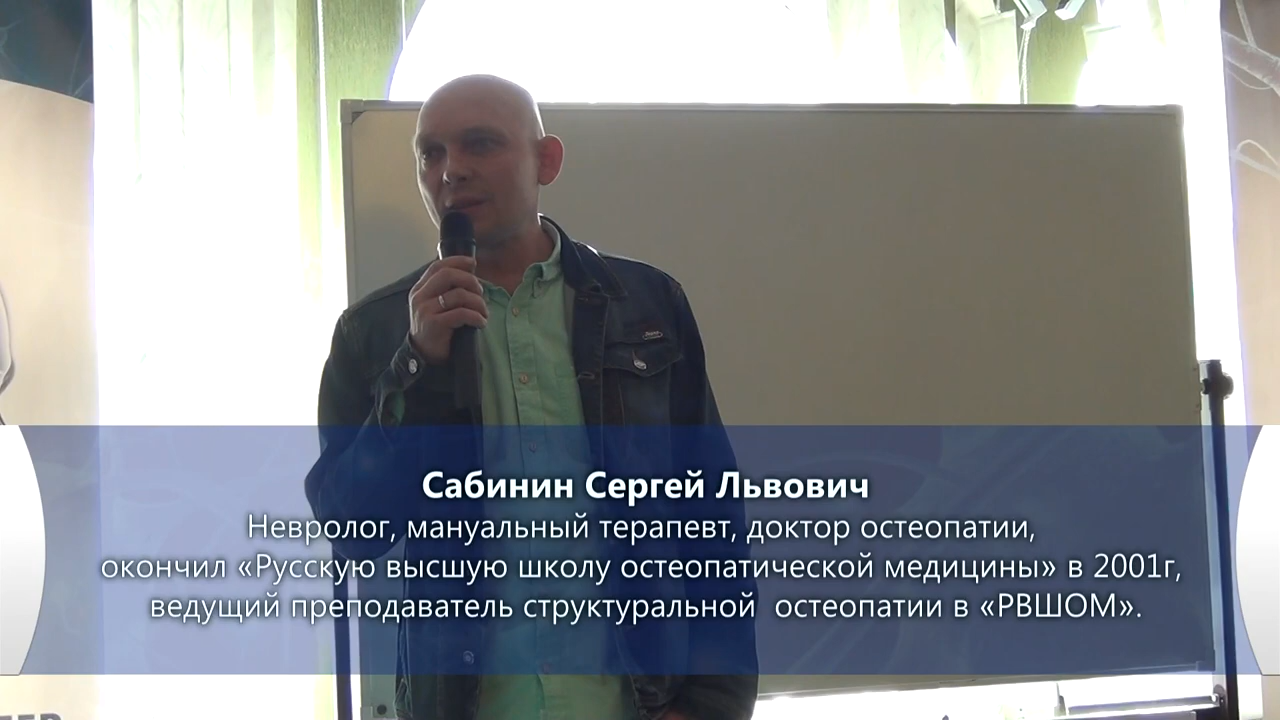 Сабинин Сергей Львович
Невролог, мануальный терапевт, доктор остеопатии,
окончил «Русскую высшую школу остеопатической медицины» в 2001г,
ведущий преподаватель структуральной остеопатии в «РВШОМ».